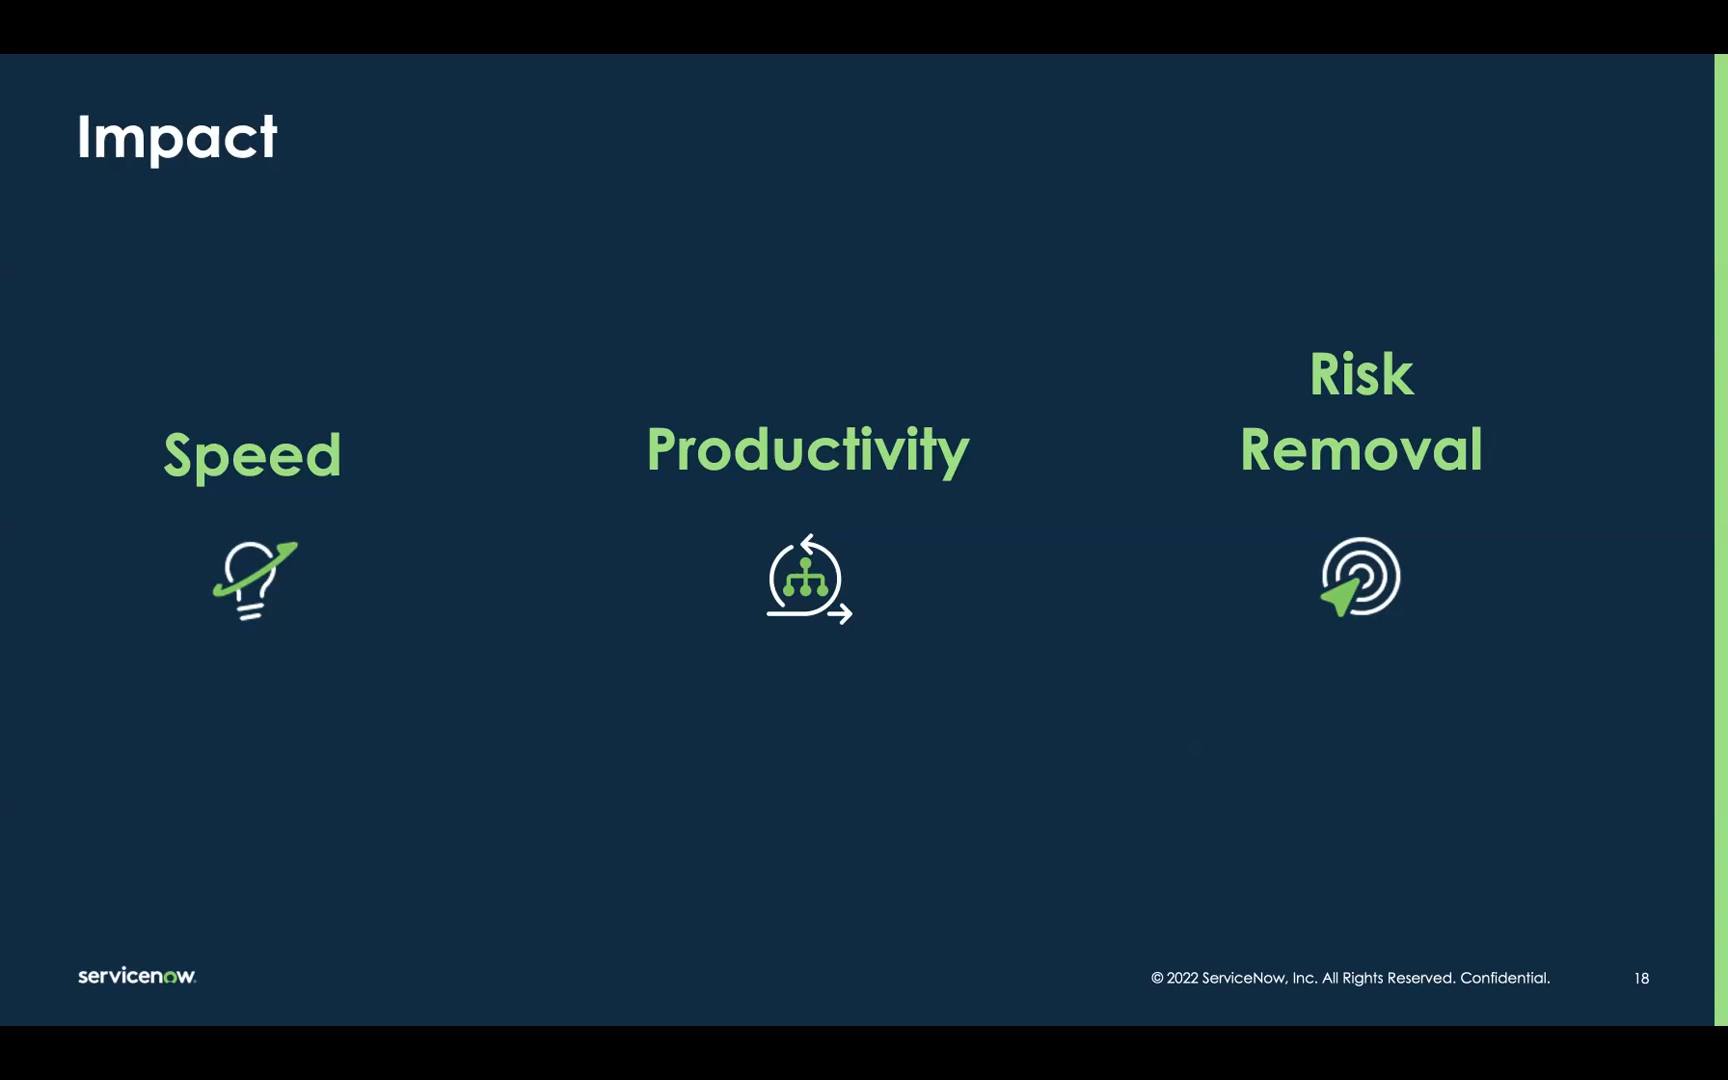 Impact
Speed
Productivity
Risk
Removal
servicenow
© 2022 ServiceNow, Inc. All Rights Reserved. Confidential.
18